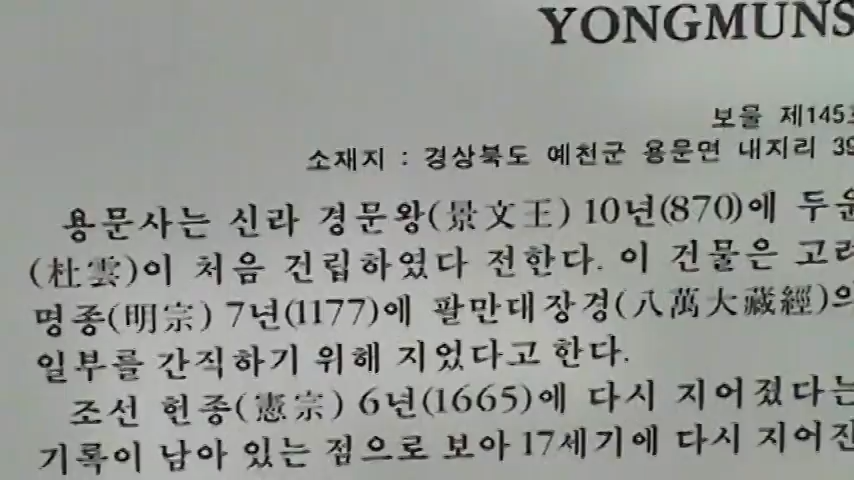 YONGMUNS
보물 제145호
소재지 : 경상북도 예천군 용문면 내지리 39
용문사는 신라 경문왕(景文王) 10년(870)에 두운
(杜雲)이 처음 건립하였다 전한다. 이 건물은 고려
명종(明宗) 7년(1177)에 팔만대장경(八萬大藏經)의
일부를 간직하기 위해 지었다고 한다.
조선 헌종(憲宗) 6년(1665)에 다시 지어졌다는
기록이 남아 있는 점으로 보아 17세기에 다시 지어진